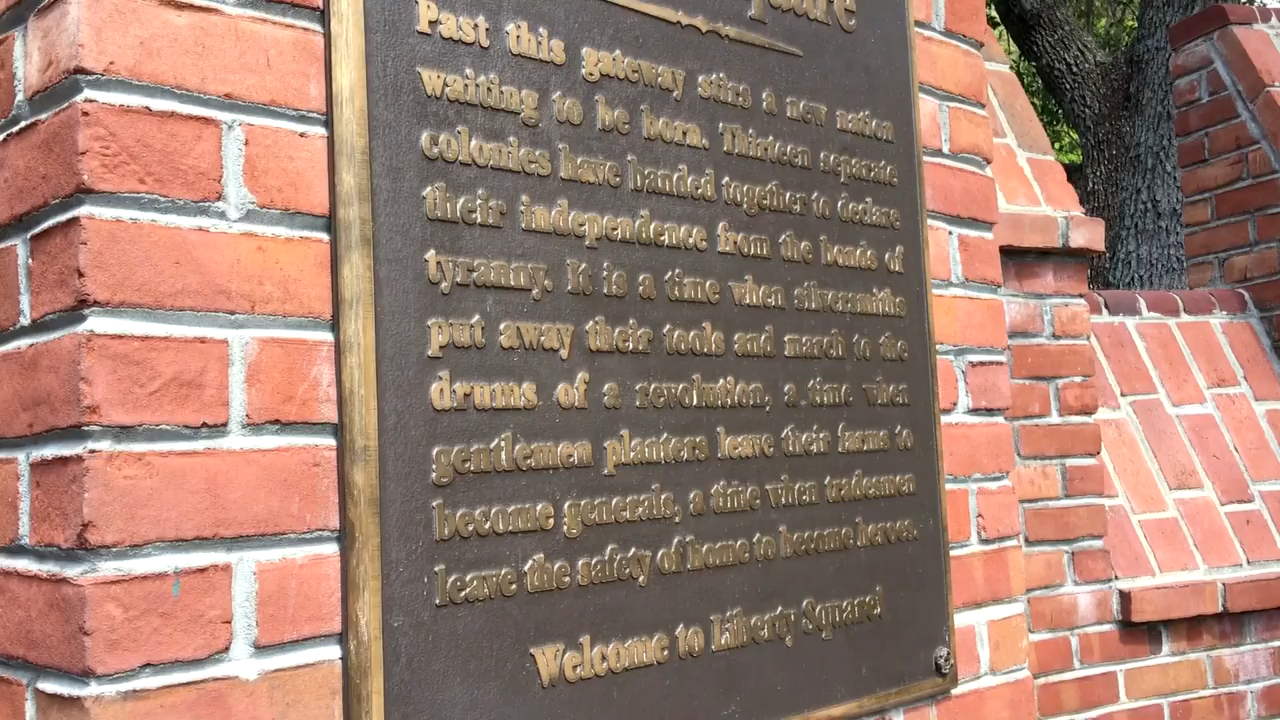 Square
Past this gateway stirs a new nation
waiting to be born. Thirteen separate
colonies have banded together to declare
their independence from the bonds of
tyranny. It is a time when silversmiths
put away their tools and march to the
drums of a revolution, a time when
gentlemen planters leave their farms to
become generals, a time when tradesmen
leave the safety of home to become heroes.
Welcome to Liberty Square!